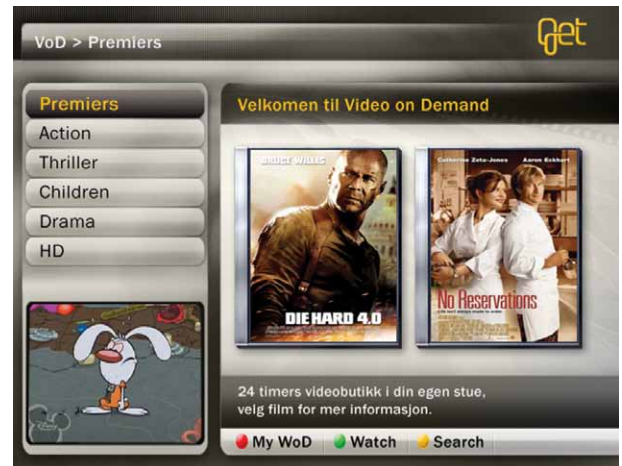 VoD > Premiers
Get
Premiers
Action
Thriller
Children
Drama
HD
Velkomen til Video on Demand
BRUCE WILLIS
DIE HARD 4.0
Catherine Zeta-Jones Aaron Eckhart
No Reservations
24 timers videobutikk i din egen stue,
velg film for mer informasjon.
My WoD Watch Search